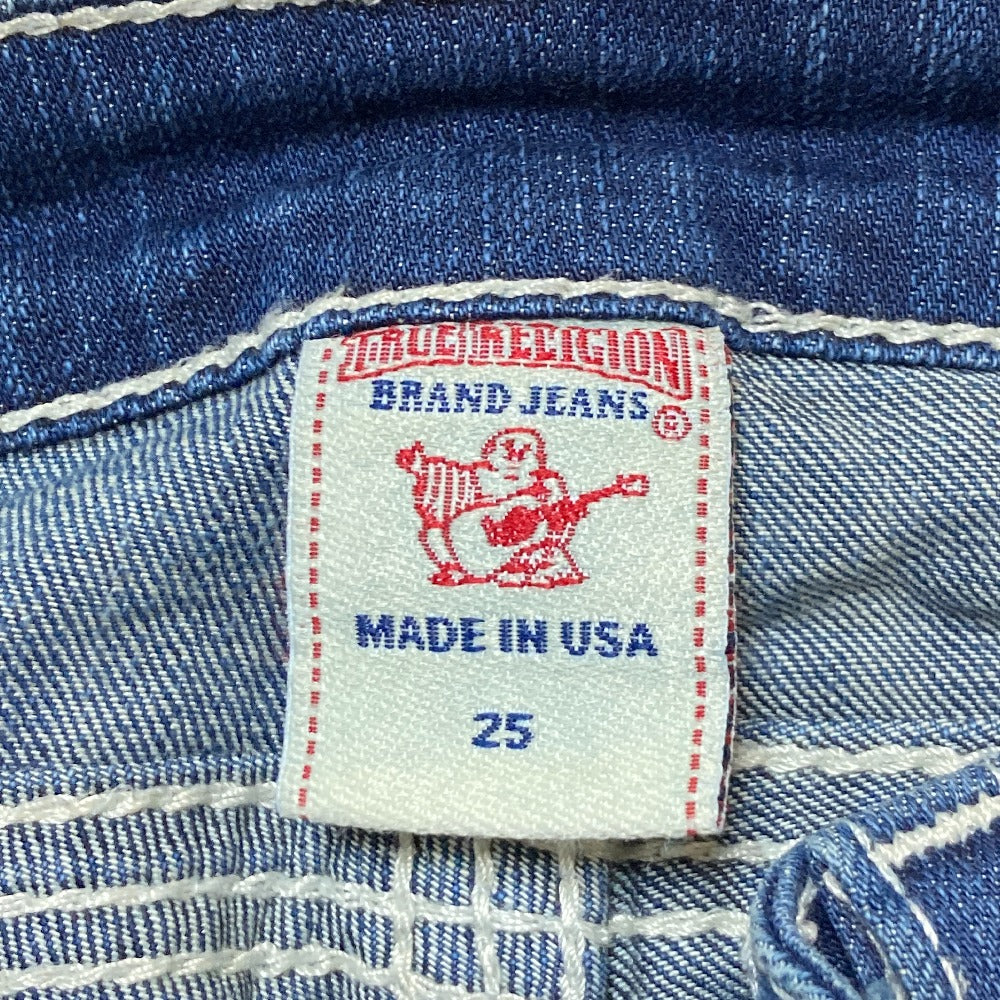 TRUE RELIGION
BRAND JEANS ®
MADE IN USA
25